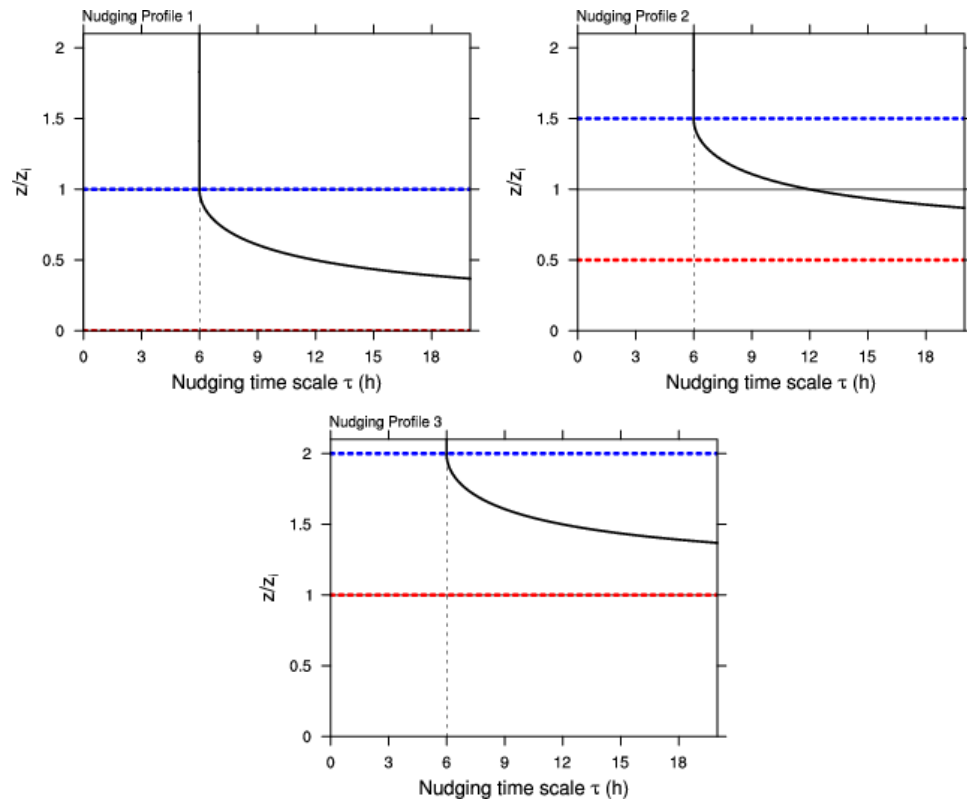 Nudging Profile 1
2
1.5
1
0.5
0
z/zi
0 3 6 9 12 15 18
Nudging time scale τ (h)
Nudging Profile 2
2
1.5
1
0.5
0
z/zi
0 3 6 9 12 15 18
Nudging time scale τ (h)
Nudging Profile 3
2
1.5
1
0.5
0
z/zi
0 3 6 9 12 15 18
Nudging time scale τ (h)